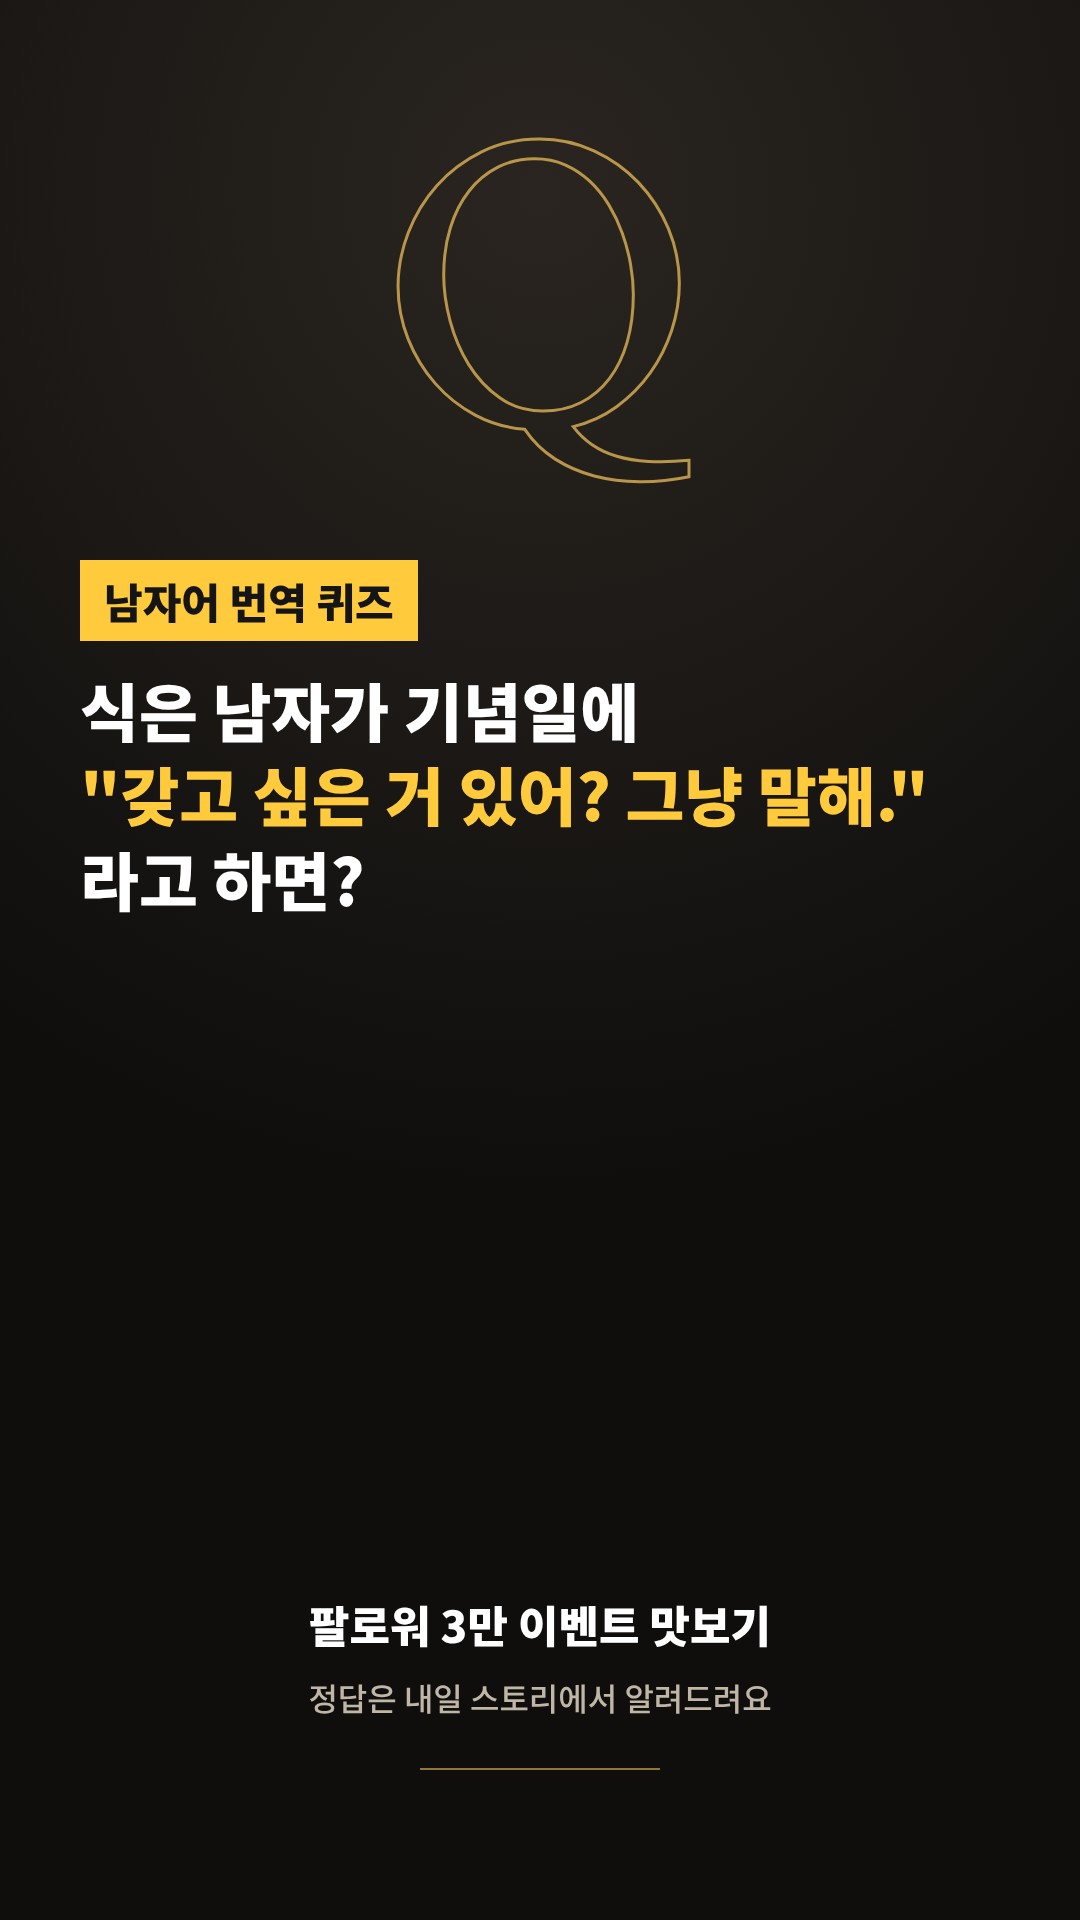 Q
남자어 번역 퀴즈
식은 남자가 기념일에
"갖고 싶은 거 있어? 그냥 말해."
라고 하면?
팔로워 3만 이벤트 맛보기
정답은 내일 스토리에서 알려드려요